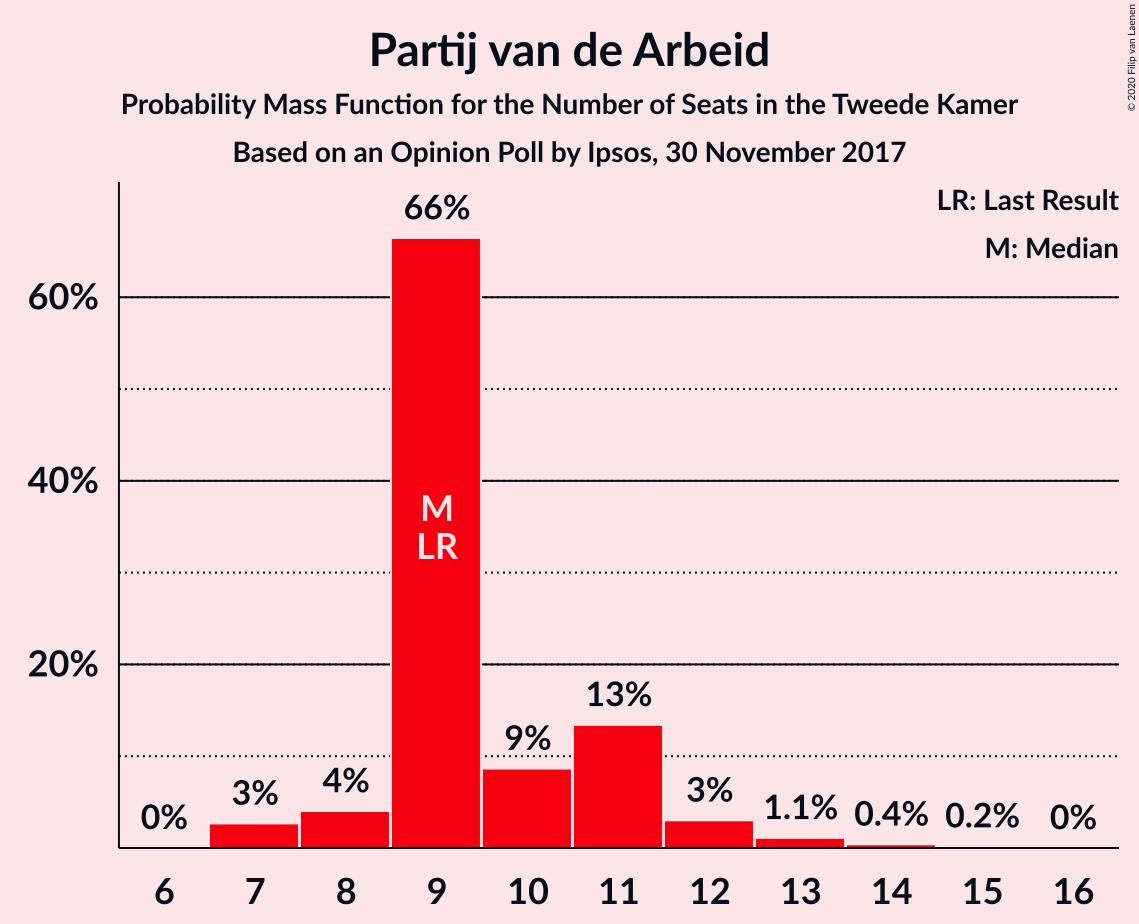 Partij van de Arbeid
Probability Mass Function for the Number of Seats in the Tweede Kamer
Based on an Opinion Poll by Ipsos, 30 November 2017
© 2020 Filip van Laenen
LR: Last Result
M: Median
60%
40%
20%
0%
3%
4%
66%
9%
13%
3%
1.1%
0.4%
0.2%
0%
M
LR
6 7 8 9 10 11 12 13 14 15 16